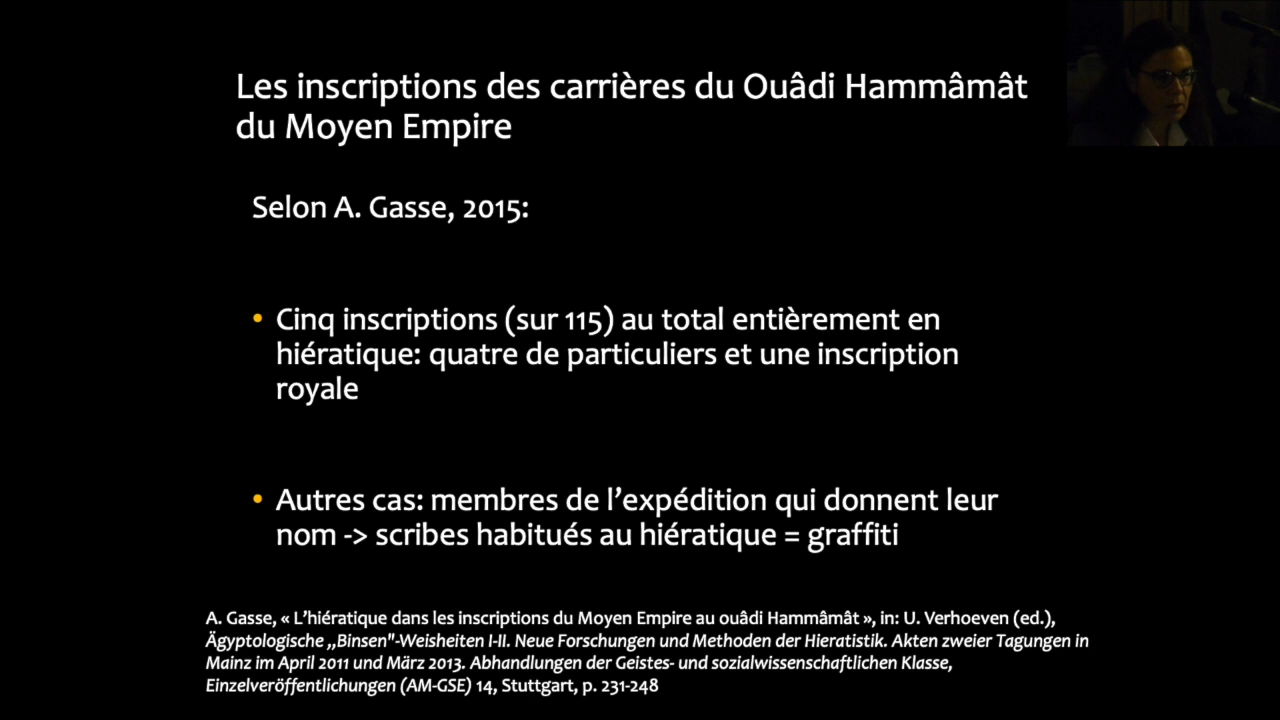 Les inscriptions des carrières du Ouâdi Hammâmât
du Moyen Empire
Selon A. Gasse, 2015:
• Cinq inscriptions (sur 115) au total entièrement en
hiératique: quatre de particuliers et une inscription
royale
• Autres cas: membres de l’expédition qui donnent leur
nom -> scribes habitués au hiératique = graffiti
A. Gasse, « L’hiératique dans les inscriptions du Moyen Empire au ouâdi Hammâmât », in: U. Verhoeven (ed.),
Ägyptologische ,,Binsen"-Weisheiten I-II. Neue Forschungen und Methoden der Hieratistik. Akten zweier Tagungen in
Mainz im April 2011 und März 2013. Abhandlungen der Geistes- und sozialwissenschaftlichen Klasse,
Einzelveröffentlichungen (AM-GSE) 14, Stuttgart, p. 231-248